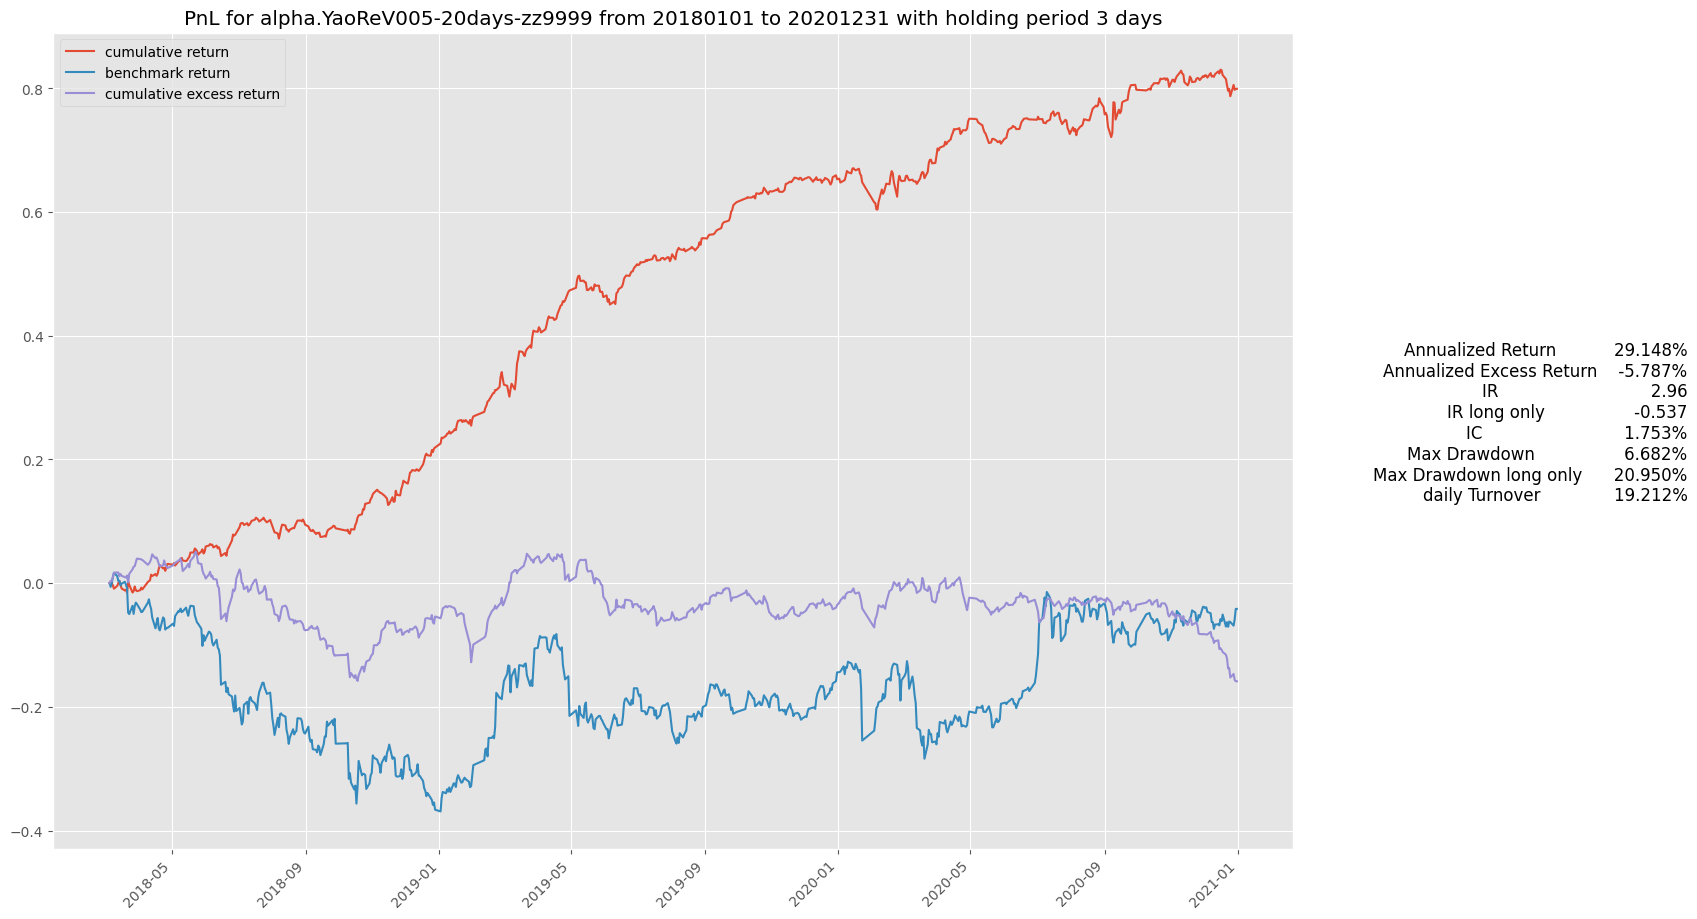 PnL for alpha.YaoReV005-20days-zz9999 from 20180101 to 20201231 with holding period 3 days
cumulative return
benchmark return
cumulative excess return
0.8
0.6
0.4
0.2
0.0
−0.2
−0.4
2018-05
2018-09
2019-01
2019-05
2019-09
2020-01
2020-05
2020-09
2021-01
Annualized Return 29.148%
Annualized Excess Return -5.787%
IR 2.96
IR long only -0.537
IC 1.753%
Max Drawdown 6.682%
Max Drawdown long only 20.950%
daily Turnover 19.212%